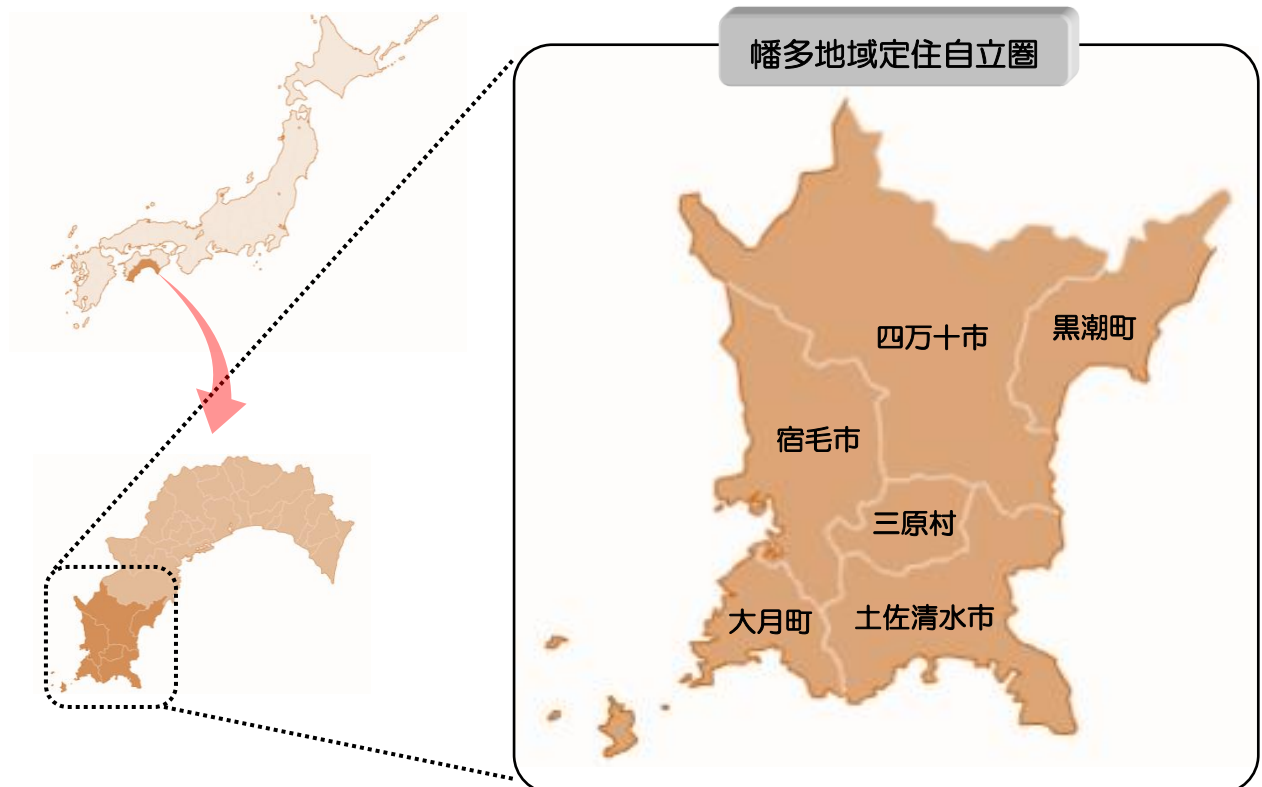 幡多地域定住自立圏
四万十市
黒潮町
宿毛市
三原村
大月町
土佐清水市